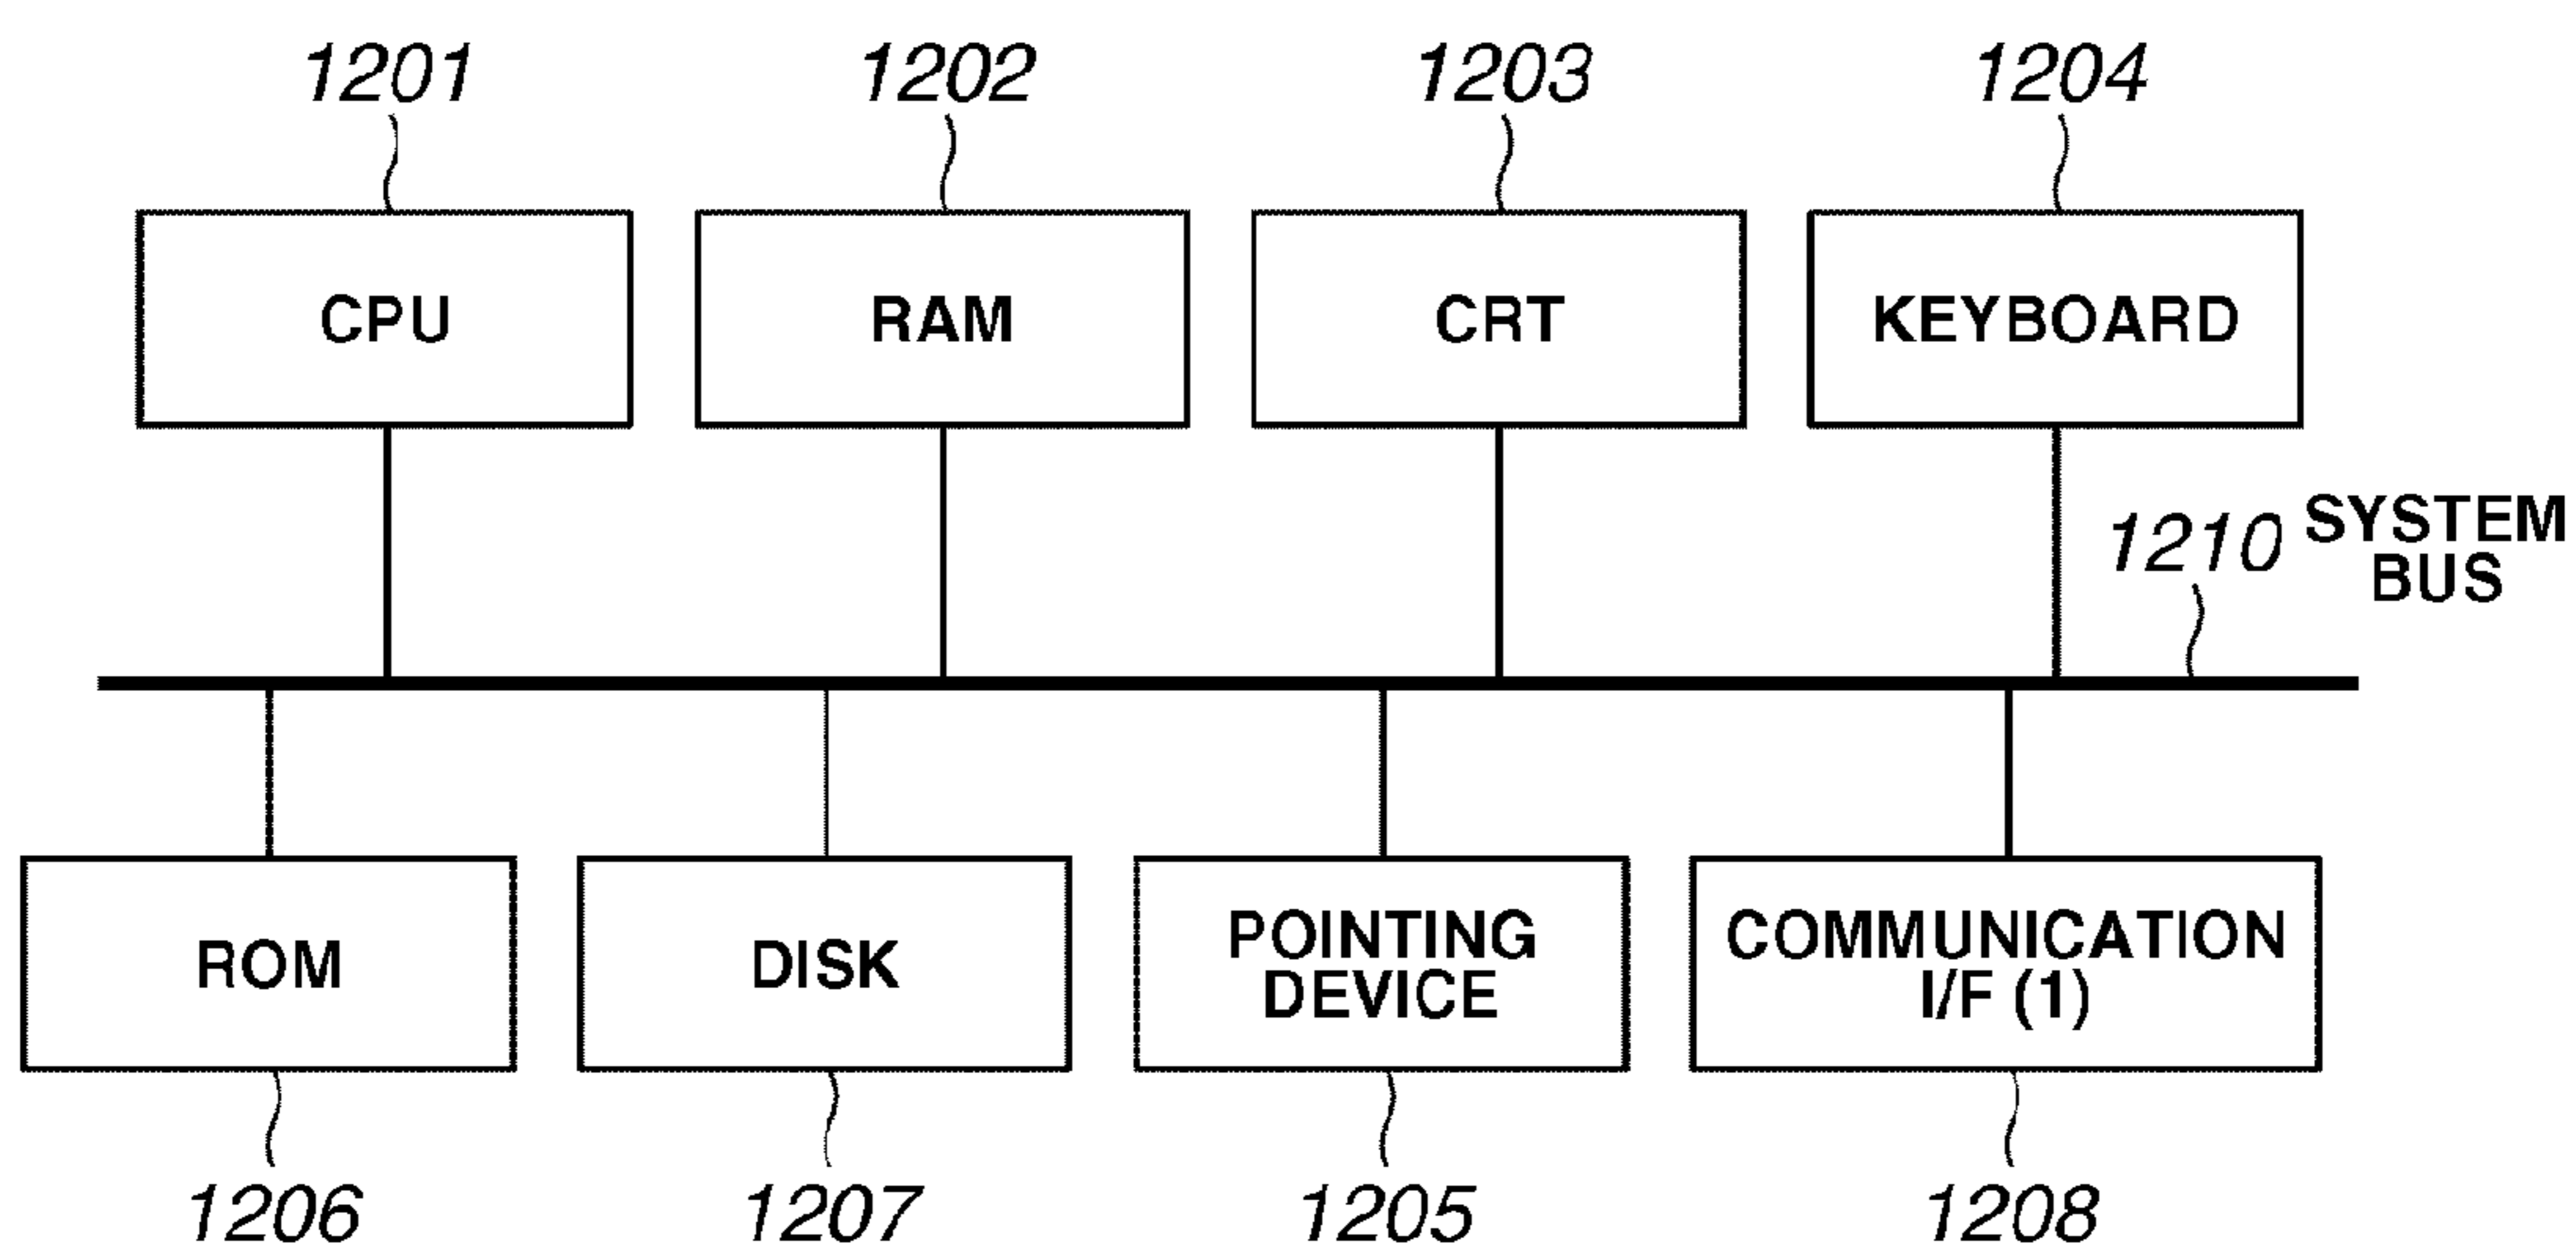 1201
1202
1203
1204
CPU
RAM
CRT
KEYBOARD
1210
SYSTEM
BUS
ROM
DISK
POINTING
DEVICE
COMMUNICATION
I/F (1)
1206
1207
1205
1208